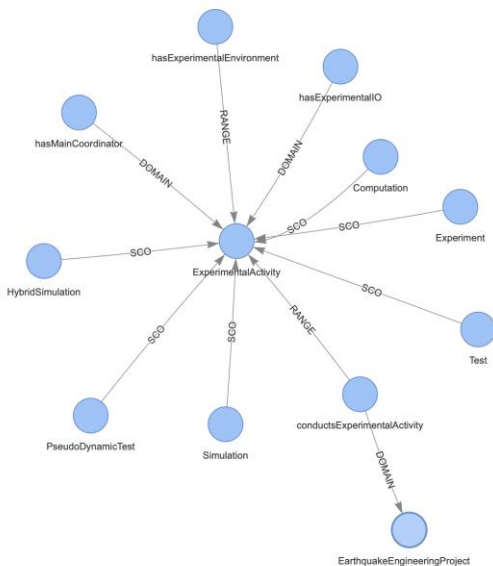 hasExperimentalEnvironment
hasExperimentalIO
RANGE
hasMainCoordinator
DOMAIN
DOMAIN
Computation
SCO
Experiment
SCO
SCO
ExperimentalActivity
HybridSimulation
SCO
SCO
SCO
RANGE
Test
PseudoDynamicTest
Simulation
conductsExperimentalActivity
DOMAIN
EarthquakeEngineeringProject